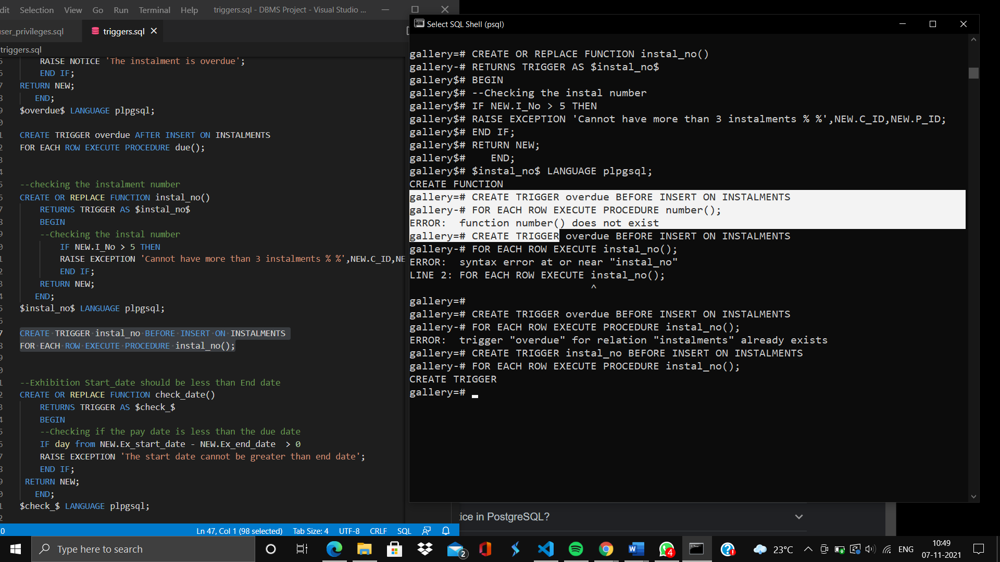 dit Selection View Go Run Terminal Help triggers.sql - DBMS Project - Visual Studio ...
user_privileges.sql triggers.sql
triggers.sql
RAISE NOTICE 'The instalment is overdue';
END IF;
RETURN NEW;
END;
$overdue$ LANGUAGE plpgsql;
CREATE TRIGGER overdue AFTER INSERT ON INSTALMENTS
FOR EACH ROW EXECUTE PROCEDURE due();
--checking the instalment number
CREATE OR REPLACE FUNCTION instal_no()
RETURNS TRIGGER AS $instal_no$
BEGIN
--Checking the instal number
IF NEW.I_No > 5 THEN
RAISE EXCEPTION 'Cannot have more than 3 instalments % %',NEW.C_ID,NE
END IF;
RETURN NEW;
END;
$instal_no$ LANGUAGE plpgsql;
CREATE TRIGGER instal_no BEFORE INSERT ON INSTALMENTS
FOR EACH ROW EXECUTE PROCEDURE instal_no();
--Exhibition Start_date should be less than End date
CREATE OR REPLACE FUNCTION check_date()
RETURNS TRIGGER AS $check_$
BEGIN
--Checking if the pay date is less than the due date
IF day from NEW.Ex_start_date - NEW.Ex_end_date > 0
RAISE EXCEPTION 'The start date cannot be greater than end date';
END IF;
RETURN NEW;
END;
$check_$ LANGUAGE plpgsql;
0 Ln 47, Col 1 (98 selected) Tab Size: 4 UTF-8 CRLF SQL
Select SQL Shell (psql)
gallery=# CREATE OR REPLACE FUNCTION instal_no()
gallery-# RETURNS TRIGGER AS $instal_no$
gallery$# BEGIN
gallery$# --Checking the instal number
gallery$# IF NEW.I_No > 5 THEN
gallery$# RAISE EXCEPTION 'Cannot have more than 3 instalments % %',NEW.C_ID,NEW.P_ID;
gallery$# END IF;
gallery$# RETURN NEW;
gallery$#    END;
gallery$# $instal_no$ LANGUAGE plpgsql;
CREATE FUNCTION
gallery=# CREATE TRIGGER overdue BEFORE INSERT ON INSTALMENTS
gallery-# FOR EACH ROW EXECUTE PROCEDURE number();
ERROR:  function number() does not exist
gallery=# CREATE TRIGGER overdue BEFORE INSERT ON INSTALMENTS
gallery-# FOR EACH ROW EXECUTE instal_no();
ERROR:  syntax error at or near "instal_no"
LINE 2: FOR EACH ROW EXECUTE instal_no();
^
gallery=#
gallery=# CREATE TRIGGER overdue BEFORE INSERT ON INSTALMENTS
gallery-# FOR EACH ROW EXECUTE PROCEDURE instal_no();
ERROR:  trigger "overdue" for relation "instalments" already exists
gallery=# CREATE TRIGGER instal_no BEFORE INSERT ON INSTALMENTS
gallery-# FOR EACH ROW EXECUTE PROCEDURE instal_no();
CREATE TRIGGER
gallery=#
tice in PostgreSQL?
Type here to search
2
4
23°C
ENG
10:49
07-11-2021